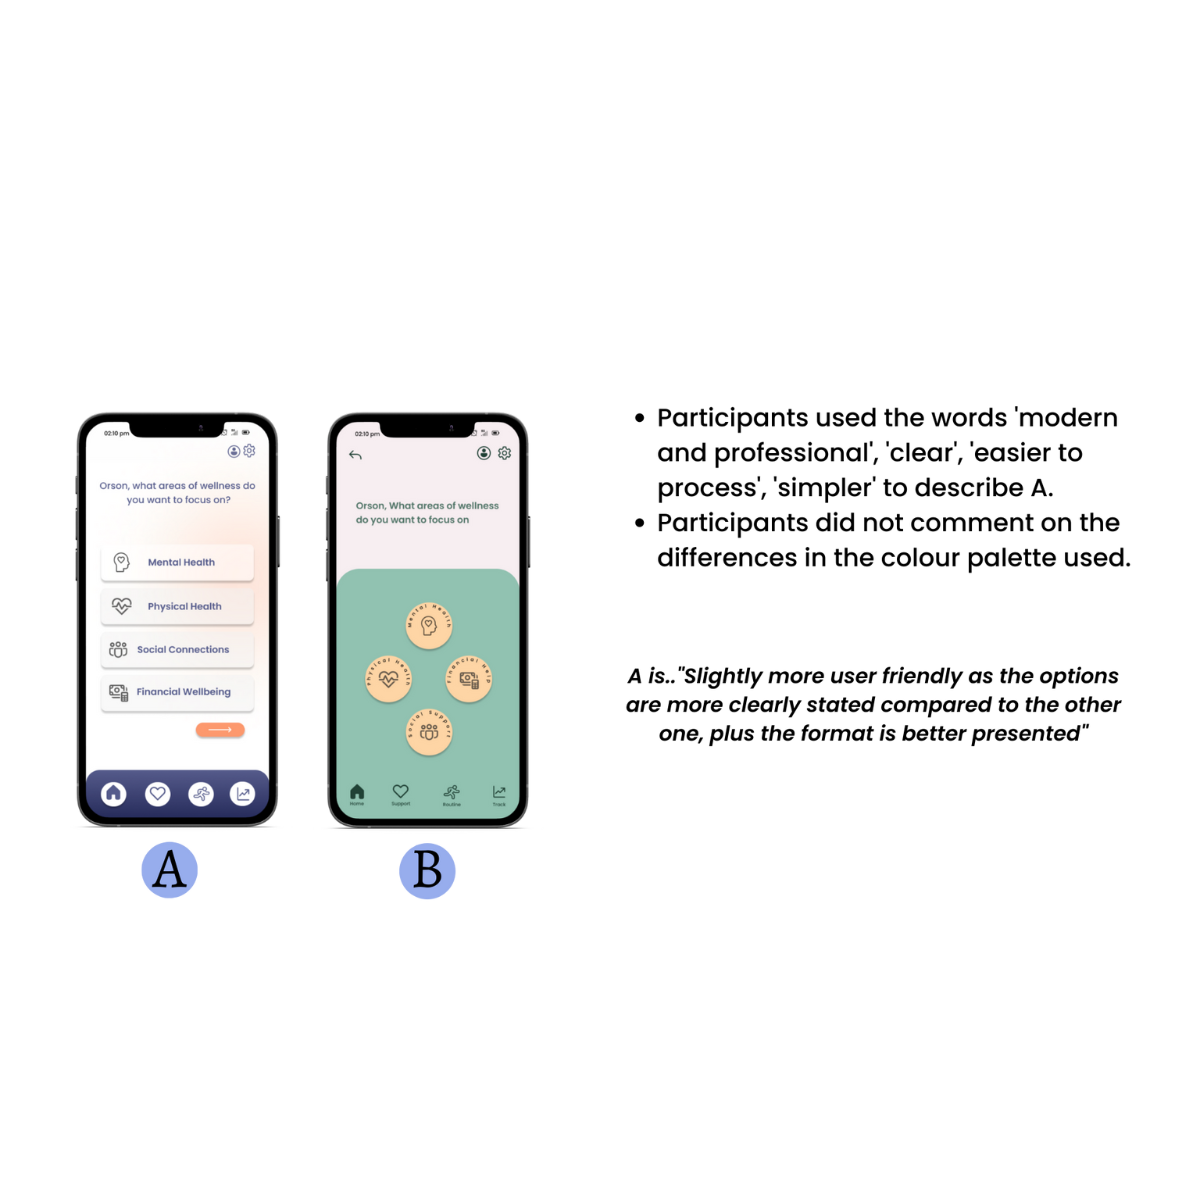 02:10 pm
Orson, what areas of wellness do
you want to focus on?
Mental Health
Physical Health
Social Connections
Financial Wellbeing
A
02:10 pm
Orson, What areas of wellness
do you want to focus on
Mental Health
Physical Health
Financial Help
Social Support
Home
Support
Routine
Track
B
• Participants used the words 'modern
and professional', 'clear', 'easier to
process', 'simpler' to describe A.
• Participants did not comment on the
differences in the colour palette used.
A is.."Slightly more user friendly as the options
are more clearly stated compared to the other
one, plus the format is better presented"